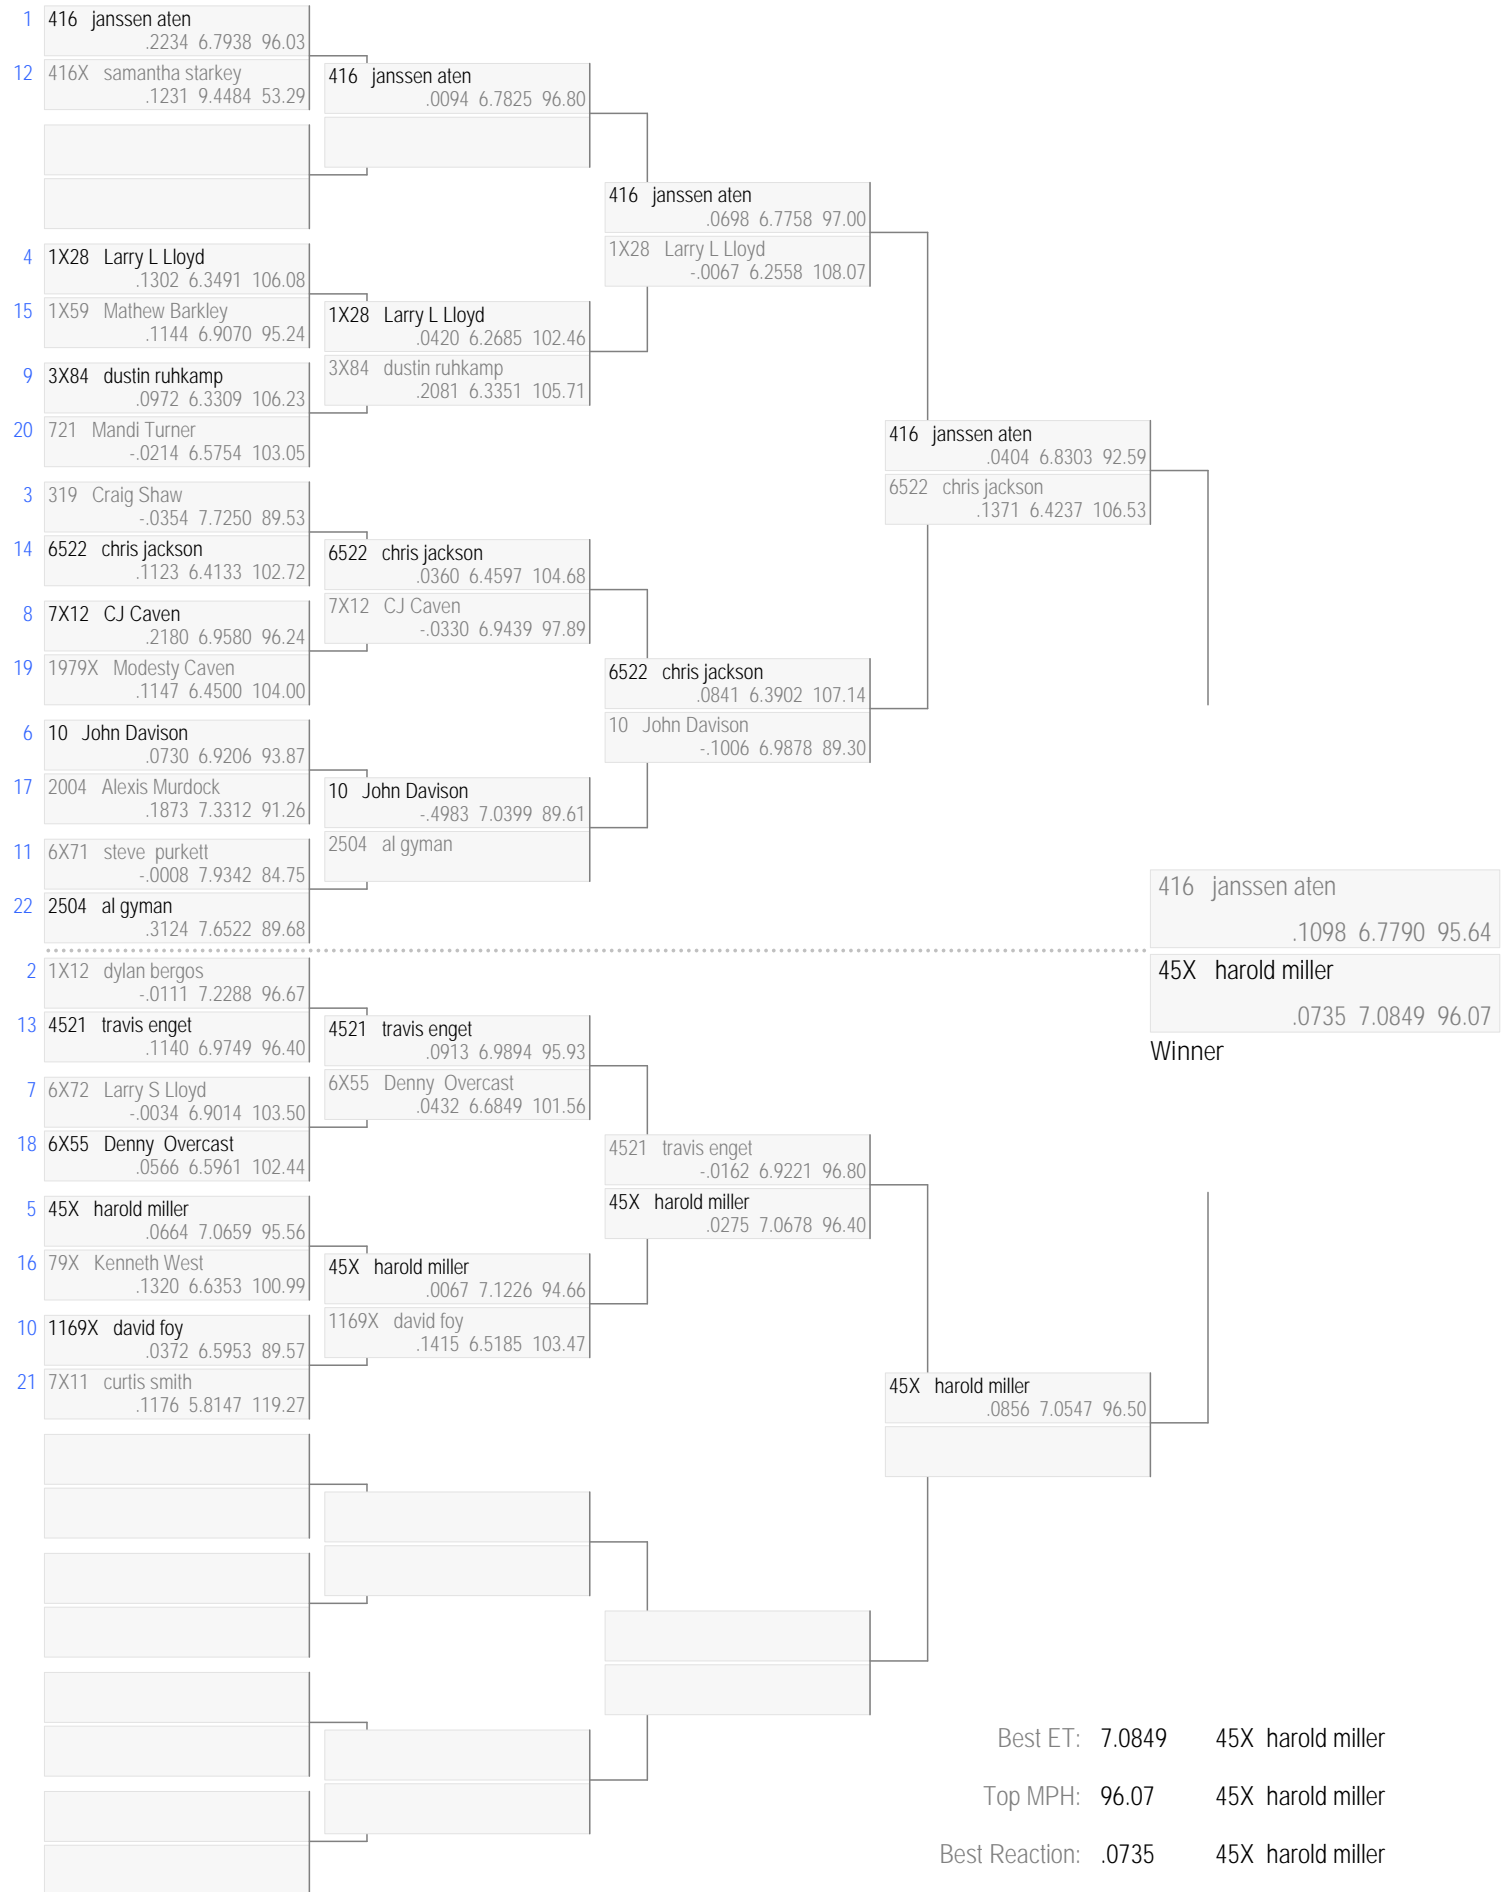 1 416 janssen aten
.2234 6.7938 96.03
12 416X samantha starkey
.1231 9.4484 53.29
4 1X28 Larry L Lloyd
.1302 6.3491 106.08
15 1X59 Mathew Barkley
.1144 6.9070 95.24
9 3X84 dustin ruhkamp
.0972 6.3309 106.23
20 721 Mandi Turner
-.0214 6.5754 103.05
3 319 Craig Shaw
-.0354 7.7250 89.53
14 6522 chris jackson
.1123 6.4133 102.72
8 7X12 CJ Caven
.2180 6.9580 96.24
19 1979X Modesty Caven
.1147 6.4500 104.00
6 10 John Davison
.0730 6.9206 93.87
17 2004 Alexis Murdock
.1873 7.3312 91.26
11 6X71 steve purkett
-.0008 7.9342 84.75
22 2504 al gyman
.3124 7.6522 89.68
2 1X12 dylan bergos
-.0111 7.2288 96.67
13 4521 travis enget
.1140 6.9749 96.40
7 6X72 Larry S Lloyd
-.0034 6.9014 103.50
18 6X55 Denny Overcast
.0566 6.5961 102.44
5 45X harold miller
.0664 7.0659 95.56
16 79X Kenneth West
.1320 6.6353 100.99
10 1169X david foy
.0372 6.5953 89.57
21 7X11 curtis smith
.1176 5.8147 119.27
416 janssen aten
.0094 6.7825 96.80
1X28 Larry L Lloyd
.0420 6.2685 102.46
3X84 dustin ruhkamp
.2081 6.3351 105.71
6522 chris jackson
.0360 6.4597 104.68
7X12 CJ Caven
-.0330 6.9439 97.89
10 John Davison
-.4983 7.0399 89.61
2504 al gyman
4521 travis enget
.0913 6.9894 95.93
6X55 Denny Overcast
.0432 6.6849 101.56
45X harold miller
.0067 7.1226 94.66
1169X david foy
.1415 6.5185 103.47
416 janssen aten
.0698 6.7758 97.00
1X28 Larry L Lloyd
-.0067 6.2558 108.07
6522 chris jackson
.0841 6.3902 107.14
10 John Davison
-.1006 6.9878 89.30
4521 travis enget
-.0162 6.9221 96.80
45X harold miller
.0275 7.0678 96.40
416 janssen aten
.0404 6.8303 92.59
6522 chris jackson
.1371 6.4237 106.53
45X harold miller
.0856 7.0547 96.50
416 janssen aten
.1098 6.7790 95.64
45X harold miller
.0735 7.0849 96.07
Winner
Best ET: 7.0849 45X harold miller
Top MPH: 96.07 45X harold miller
Best Reaction: .0735 45X harold miller